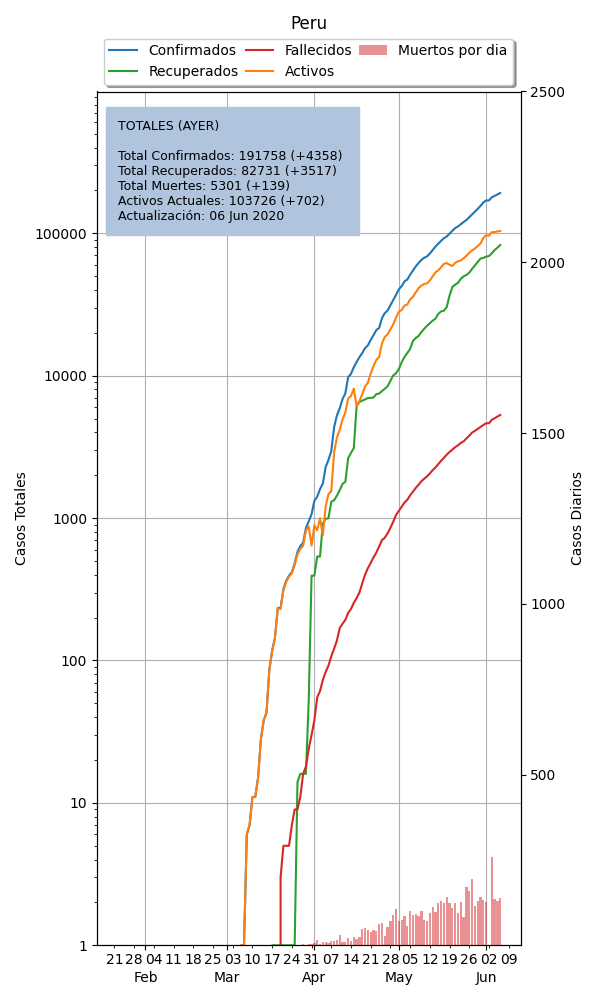 Peru
Confirmados Fallecidos Muertos por dia
Recuperados Activos
TOTALES (AYER)
Total Confirmados: 191758 (+4358)
Total Recuperados: 82731 (+3517)
Total Muertes: 5301 (+139)
Activos Actuales: 103726 (+702)
Actualización: 06 Jun 2020
2500
100000
2000
10000
1500
Casos Totales
Casos Diarios
1000
1000
100
500
10
1
21 28 04 11 18 25 03 10 17 24 31 07 14 21 28 05 12 19 26 02 09
Feb Mar Apr May Jun